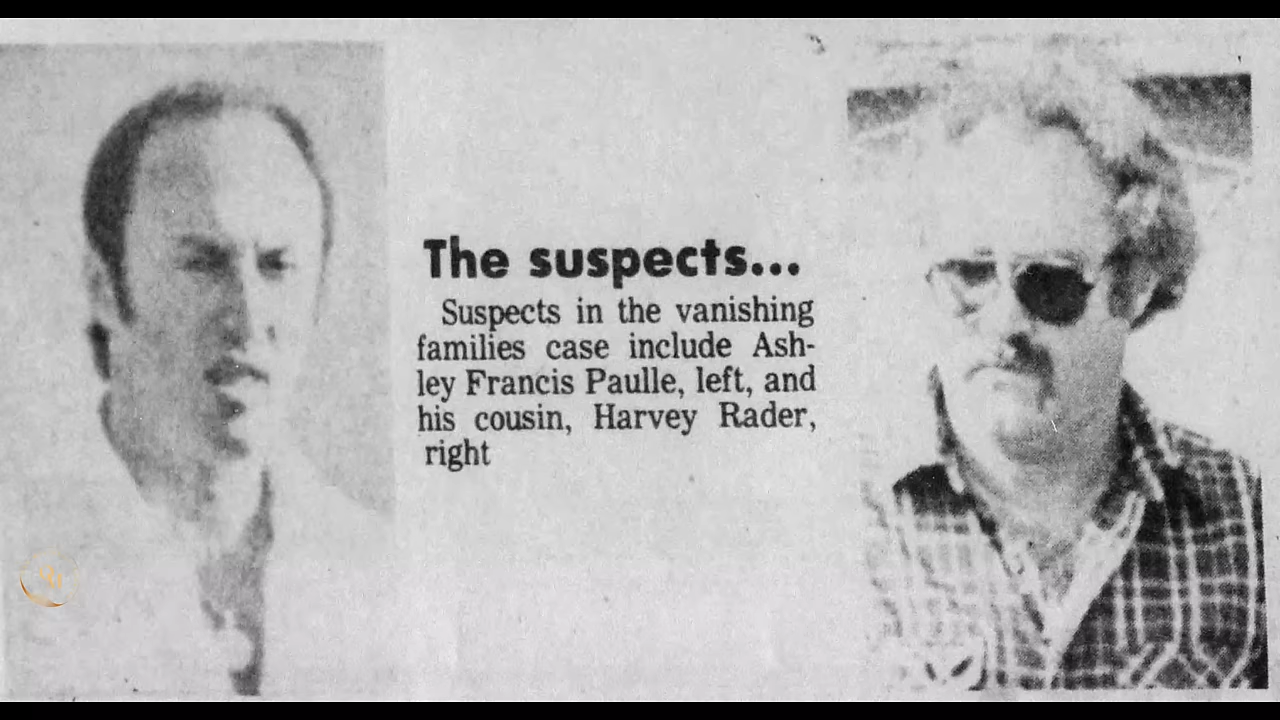 The suspects...
Suspects in the vanishing
families case include Ash-
ley Francis Paulle, left, and
his cousin, Harvey Rader,
right